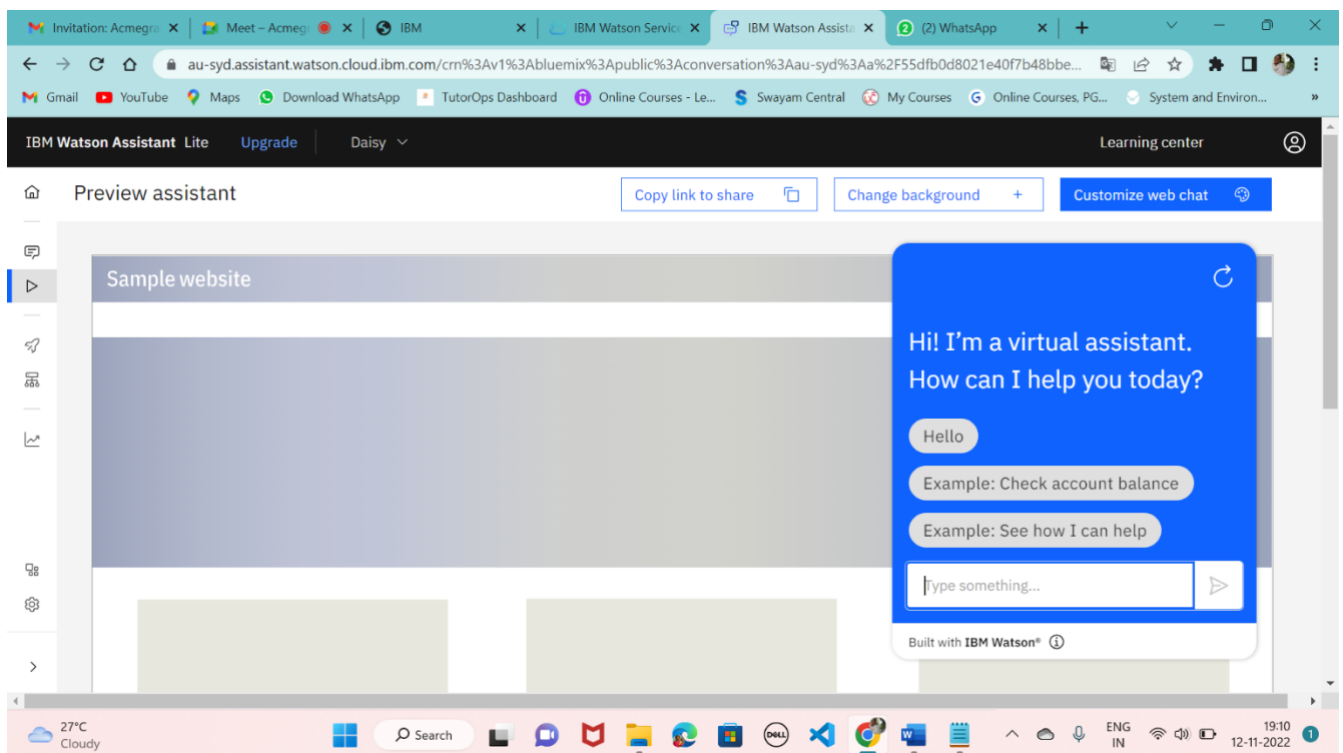 Invitation: Acmegra
Meet – Acmeg
IBM
IBM Watson Service
IBM Watson Assista
(2) WhatsApp
au-syd.assistant.watson.cloud.ibm.com/crn%3Av1%3Abluemix%3Apublic%3Aconversation%3Aau-syd%3Aa%2F55dfb0d8021e40f7b48bbe...
Gmail YouTube Maps Download WhatsApp TutorOps Dashboard Online Courses - Le... Swayam Central My Courses Online Courses, PG... System and Environ... »
IBM Watson Assistant Lite Upgrade Daisy Learning center
Preview assistant Copy link to share Change background + Customize web chat
Sample website
Hi! I'm a virtual assistant.
How can I help you today?
Hello
Example: Check account balance
Example: See how I can help
Type something...
Built with IBM Watson®
27°C
Cloudy
Search
DELL
ENG
IN
19:10
12-11-2022
1